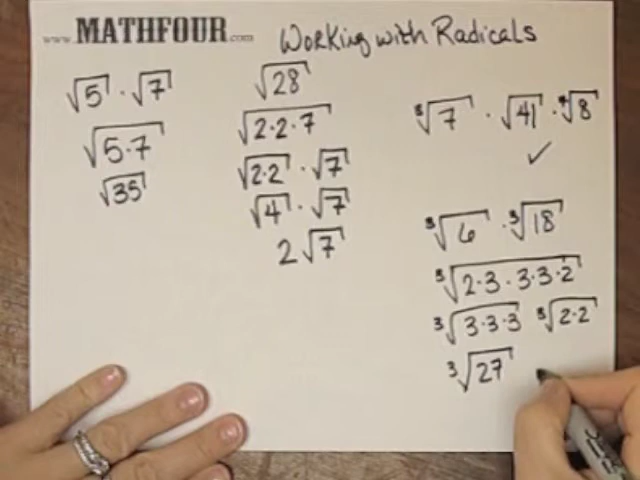 www.MATHFOUR.com
Working with Radicals
√5 · √7
√5·7
√35
√28
√2·2·7
√2·2 · √7
√4 · √7
2√7
∛7 · √41 · ∜8
✓
∛6 · ∛18
∛2·3·3·3·2
∛3·3·3 ∛2·2
∛27